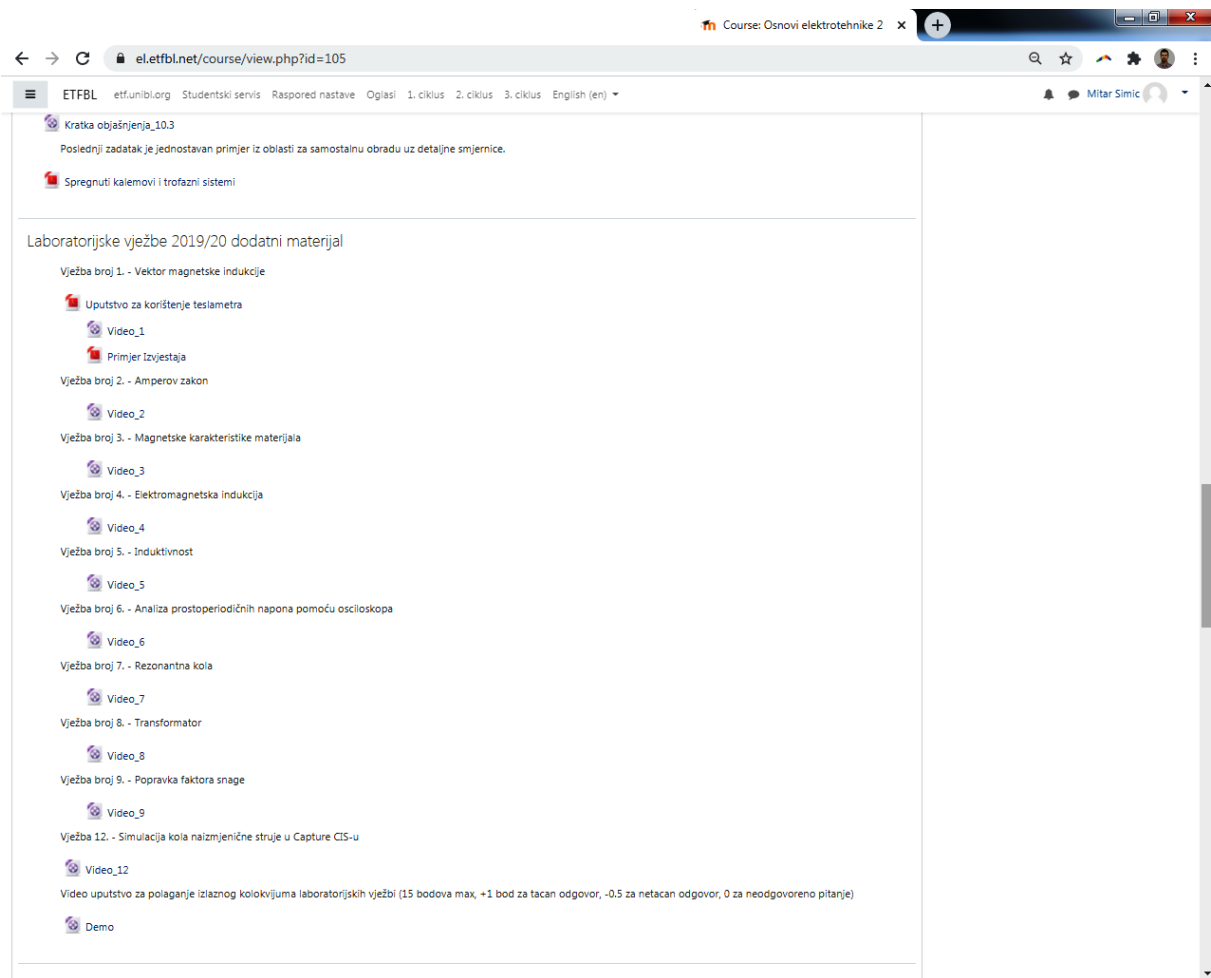 Course: Osnovi elektrotehnike 2
el.etfbl.net/course/view.php?id=105
ETFBL etf.unibl.org Studentski servis Raspored nastave Oglasi 1. ciklus 2. ciklus 3. ciklus English (en) Mitar Simic
Kratka objašnjenja_10.3
Poslednji zadatak je jednostavan primjer iz oblasti za samostalnu obradu uz detaljne smjernice.
Spregnuti kalemovi i trofazni sistemi
Laboratorijske vježbe 2019/20 dodatni materijal
Vježba broj 1. - Vektor magnetske indukcije
Uputstvo za korištenje teslametra
Video_1
Primjer Izvjestaja
Vježba broj 2. - Amperov zakon
Video_2
Vježba broj 3. - Magnetske karakteristike materijala
Video_3
Vježba broj 4. - Elektromagnetska indukcija
Video_4
Vježba broj 5. - Induktivnost
Video_5
Vježba broj 6. - Analiza prostoperiodičnih napona pomoću osciloskopa
Video_6
Vježba broj 7. - Rezonantna kola
Video_7
Vježba broj 8. - Transformator
Video_8
Vježba broj 9. - Popravka faktora snage
Video_9
Vježba 12. - Simulacija kola naizmjenične struje u Capture CIS-u
Video_12
Video uputstvo za polaganje izlaznog kolokvijuma laboratorijskih vježbi (15 bodova max, +1 bod za tacan odgovor, -0.5 za netacan odgovor, 0 za neodgovoreno pitanje)
Demo